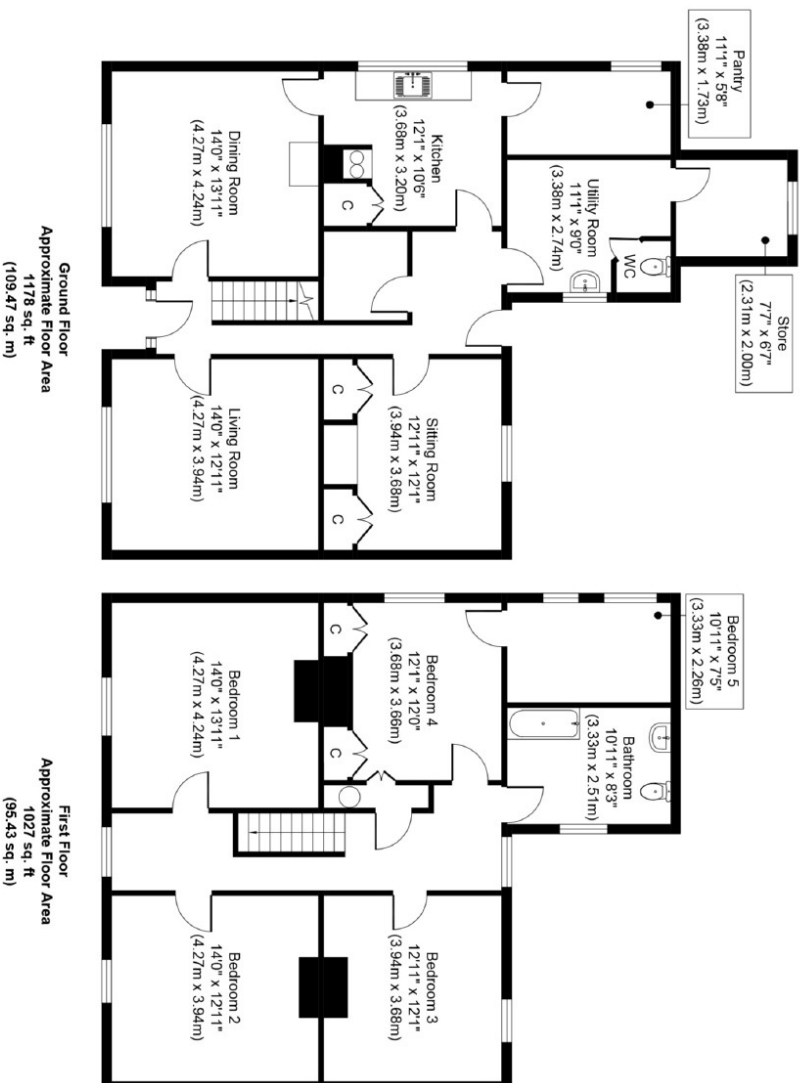 Pantry
11'1" x 5'8"
(3.38m x 1.73m)
Store
7'7" x 6'7"
(2.31m x 2.00m)
Utility Room
11'1" x 9'0"
(3.38m x 2.74m)
WC
Kitchen
12'1" x 10'6"
(3.68m x 3.20m)
C
Sitting Room
12'11" x 12'1"
(3.94m x 3.68m)
C
C
Dining Room
14'0" x 13'11"
(4.27m x 4.24m)
Living Room
14'0" x 12'11"
(4.27m x 3.94m)
Ground Floor
Approximate Floor Area
1178 sq. ft
(109.47 sq. m)
Bedroom 5
10'11" x 7'5"
(3.33m x 2.26m)
Bathroom
10'11" x 8'3"
(3.33m x 2.51m)
Bedroom 4
12'1" x 12'0"
(3.68m x 3.66m)
C
C
Bedroom 3
12'11" x 12'1"
(3.94m x 3.68m)
Bedroom 1
14'0" x 13'11"
(4.27m x 4.24m)
Bedroom 2
14'0" x 12'11"
(4.27m x 3.94m)
First Floor
Approximate Floor Area
1027 sq. ft
(95.43 sq. m)